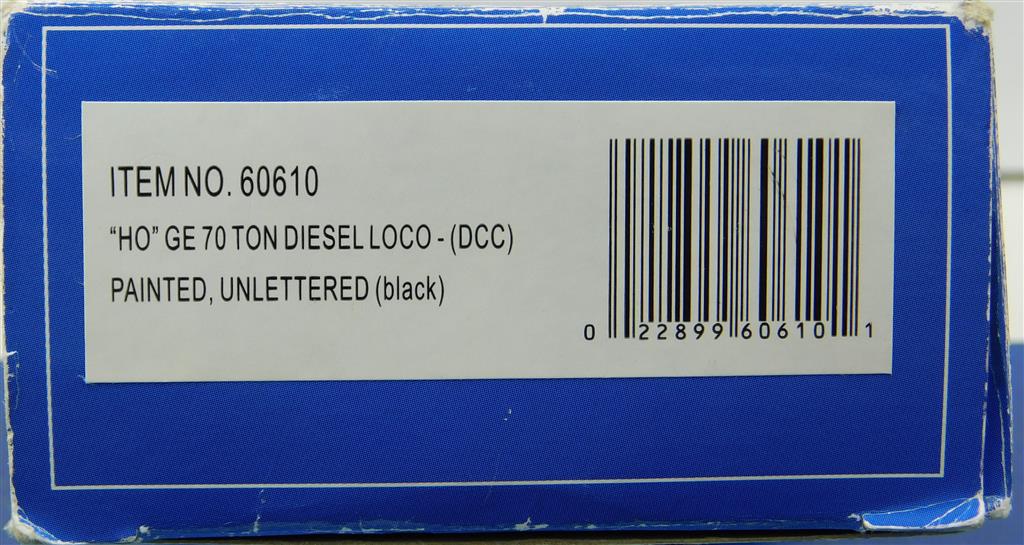 ITEM NO. 60610
“HO” GE 70 TON DIESEL LOCO - (DCC)
PAINTED, UNLETTERED (black)
0 22899 60610 1